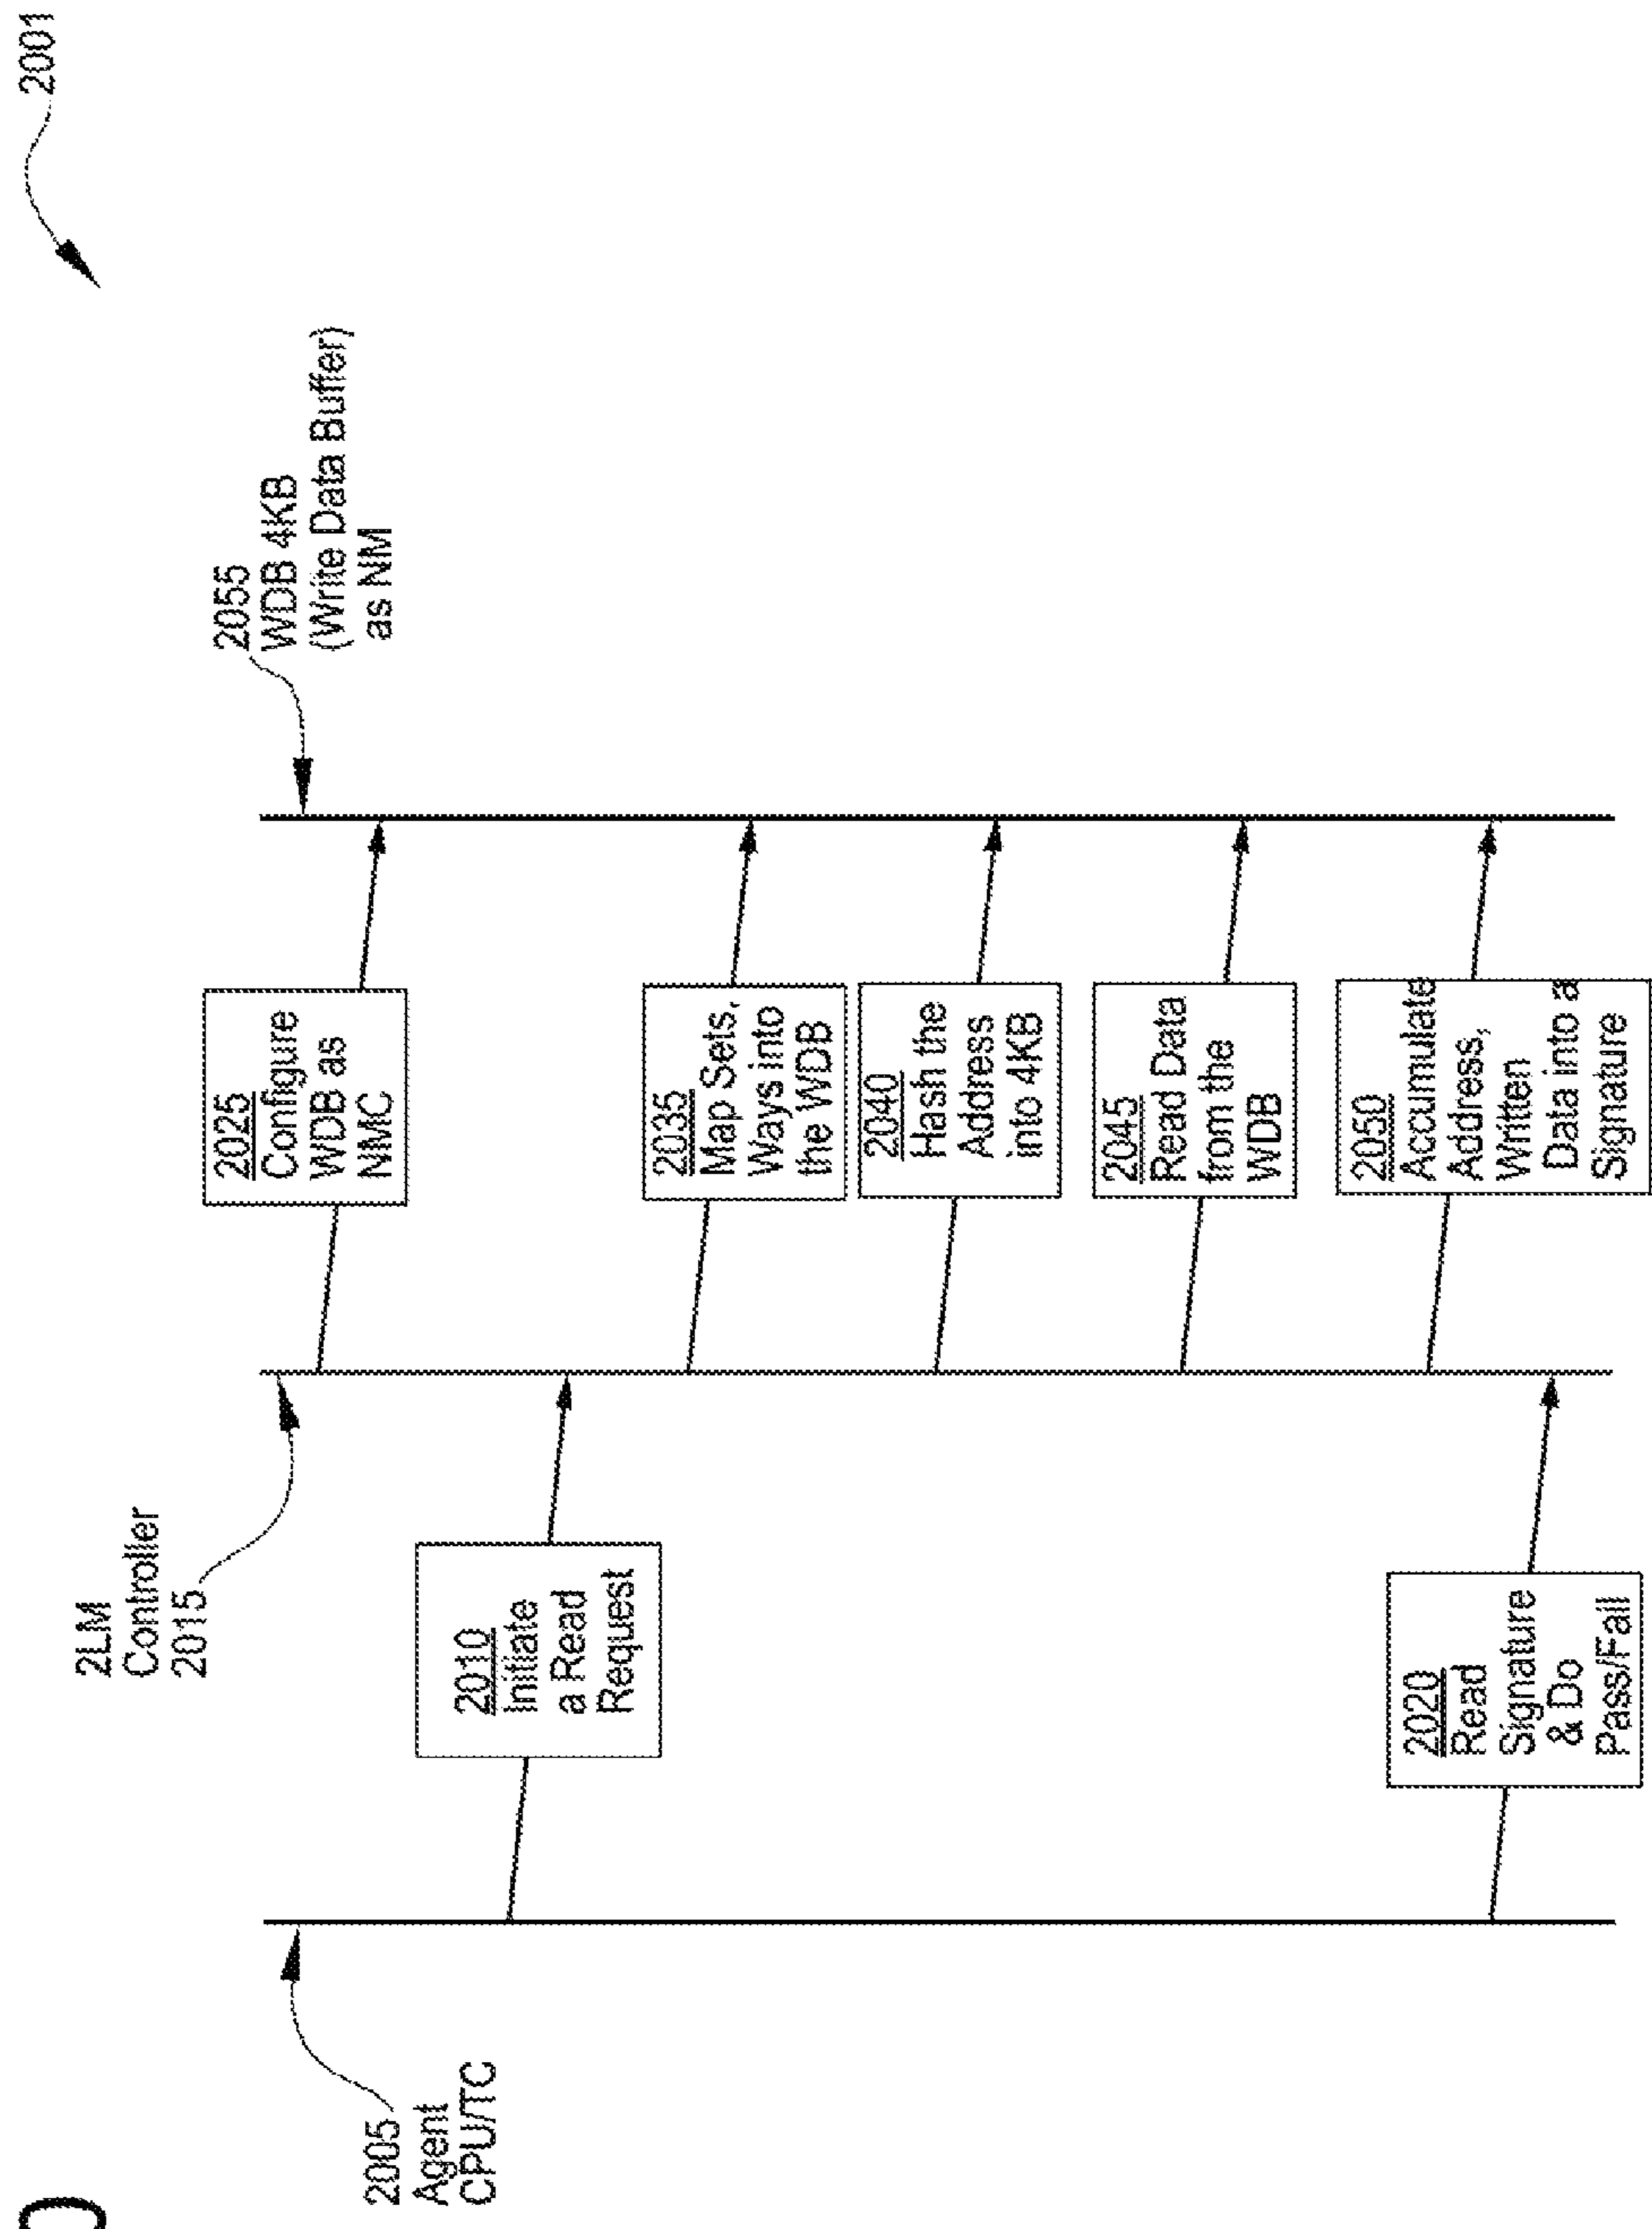 2001
2005
Agent
CPU/TC
2LM
Controller
2015
2055
WDB 4KB
(Write Data Buffer)
as NM
2025
Configure
WDB as
NMC
2010
Initiate
a Read
Request
2035
Map Sets,
Ways into
the WDB
2040
Hash the
Address
into 4KB
2045
Read Data
from the
WDB
2050
Accumulate
Address,
Written
Data into a
Signature
2020
Read
Signature
& Do
Pass/Fail